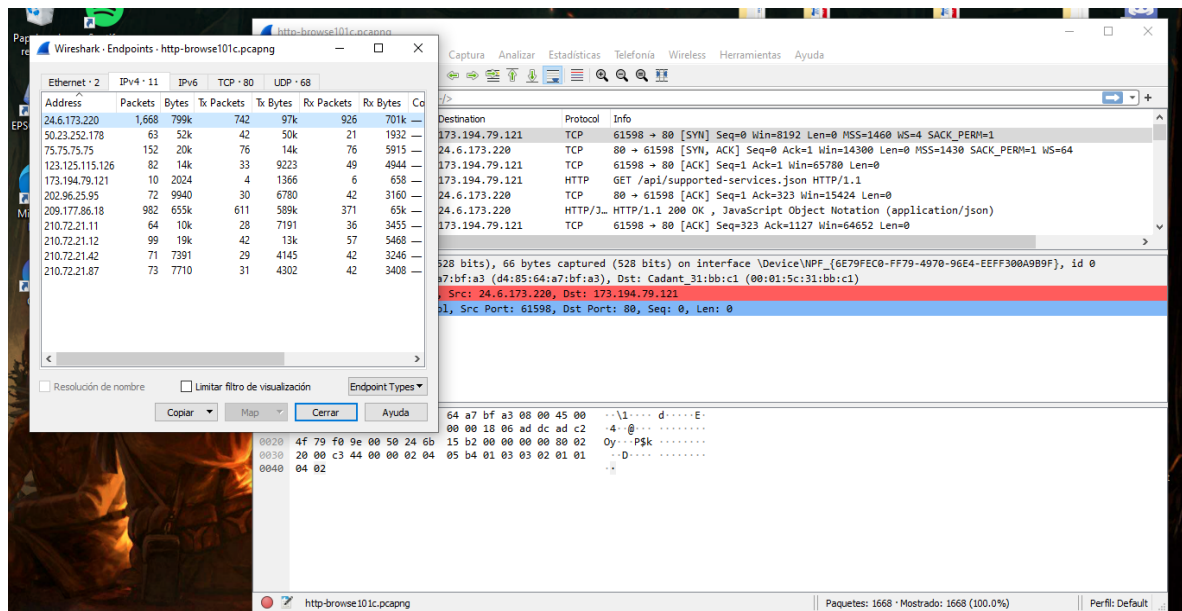 Wireshark · Endpoints · http-browse101c.pcapng
Ethernet · 2 IPv4 · 11 IPv6 TCP · 80 UDP · 68
Address Packets Bytes Tx Packets Tx Bytes Rx Packets Rx Bytes Co
24.6.173.220 1,668 799k 742 97k 926 701k —
50.23.252.178 63 52k 42 50k 21 1932 —
75.75.75.75 152 20k 76 14k 76 5915 —
123.125.115.126 82 14k 33 9223 49 4944 —
173.194.79.121 10 2024 4 1366 6 658 —
202.96.25.95 72 9940 30 6780 42 3160 —
209.177.86.18 982 655k 611 589k 371 65k —
210.72.21.11 64 10k 28 7191 36 3455 —
210.72.21.12 99 19k 42 13k 57 5468 —
210.72.21.42 71 7391 29 4145 42 3246 —
210.72.21.87 73 7710 31 4302 42 3408 —
Resolución de nombre Limitar filtro de visualización Endpoint Types
Copiar Map Cerrar Ayuda
http-browse101c.pcapng
Captura Analizar Estadísticas Telefonía Wireless Herramientas Ayuda
/>
+
Destination Protocol Info
173.194.79.121 TCP 61598 → 80 [SYN] Seq=0 Win=8192 Len=0 MSS=1460 WS=4 SACK_PERM=1
24.6.173.220 TCP 80 → 61598 [SYN, ACK] Seq=0 Ack=1 Win=14300 Len=0 MSS=1430 SACK_PERM=1 WS=64
173.194.79.121 TCP 61598 → 80 [ACK] Seq=1 Ack=1 Win=65780 Len=0
173.194.79.121 HTTP GET /api/supported-services.json HTTP/1.1
24.6.173.220 TCP 80 → 61598 [ACK] Seq=1 Ack=323 Win=15424 Len=0
24.6.173.220 HTTP/J… HTTP/1.1 200 OK , JavaScript Object Notation (application/json)
173.194.79.121 TCP 61598 → 80 [ACK] Seq=323 Ack=1127 Win=64652 Len=0
528 bits), 66 bytes captured (528 bits) on interface \Device\NPF_{6E79FEC0-FF79-4970-96E4-EEFF300A9B9F}, id 0
a7:bf:a3 (d4:85:64:a7:bf:a3), Dst: Cadant_31:bb:c1 (00:01:5c:31:bb:c1)
, Src: 24.6.173.220, Dst: 173.194.79.121
ol, Src Port: 61598, Dst Port: 80, Seq: 0, Len: 0
64 a7 bf a3 08 00 45 00 ··\1···· d·····E·
00 00 18 06 ad dc ad c2 ·4··@··· ········
0020 4f 79 f0 9e 00 50 24 6b 15 b2 00 00 00 00 80 02 Oy···P$k ········
0030 20 00 c3 44 00 00 02 04 05 b4 01 03 03 02 01 01 ··D···· ········
0040 04 02 ··
http-browse101c.pcapng Paquetes: 1668 · Mostrado: 1668 (100.0%) Perfil: Default